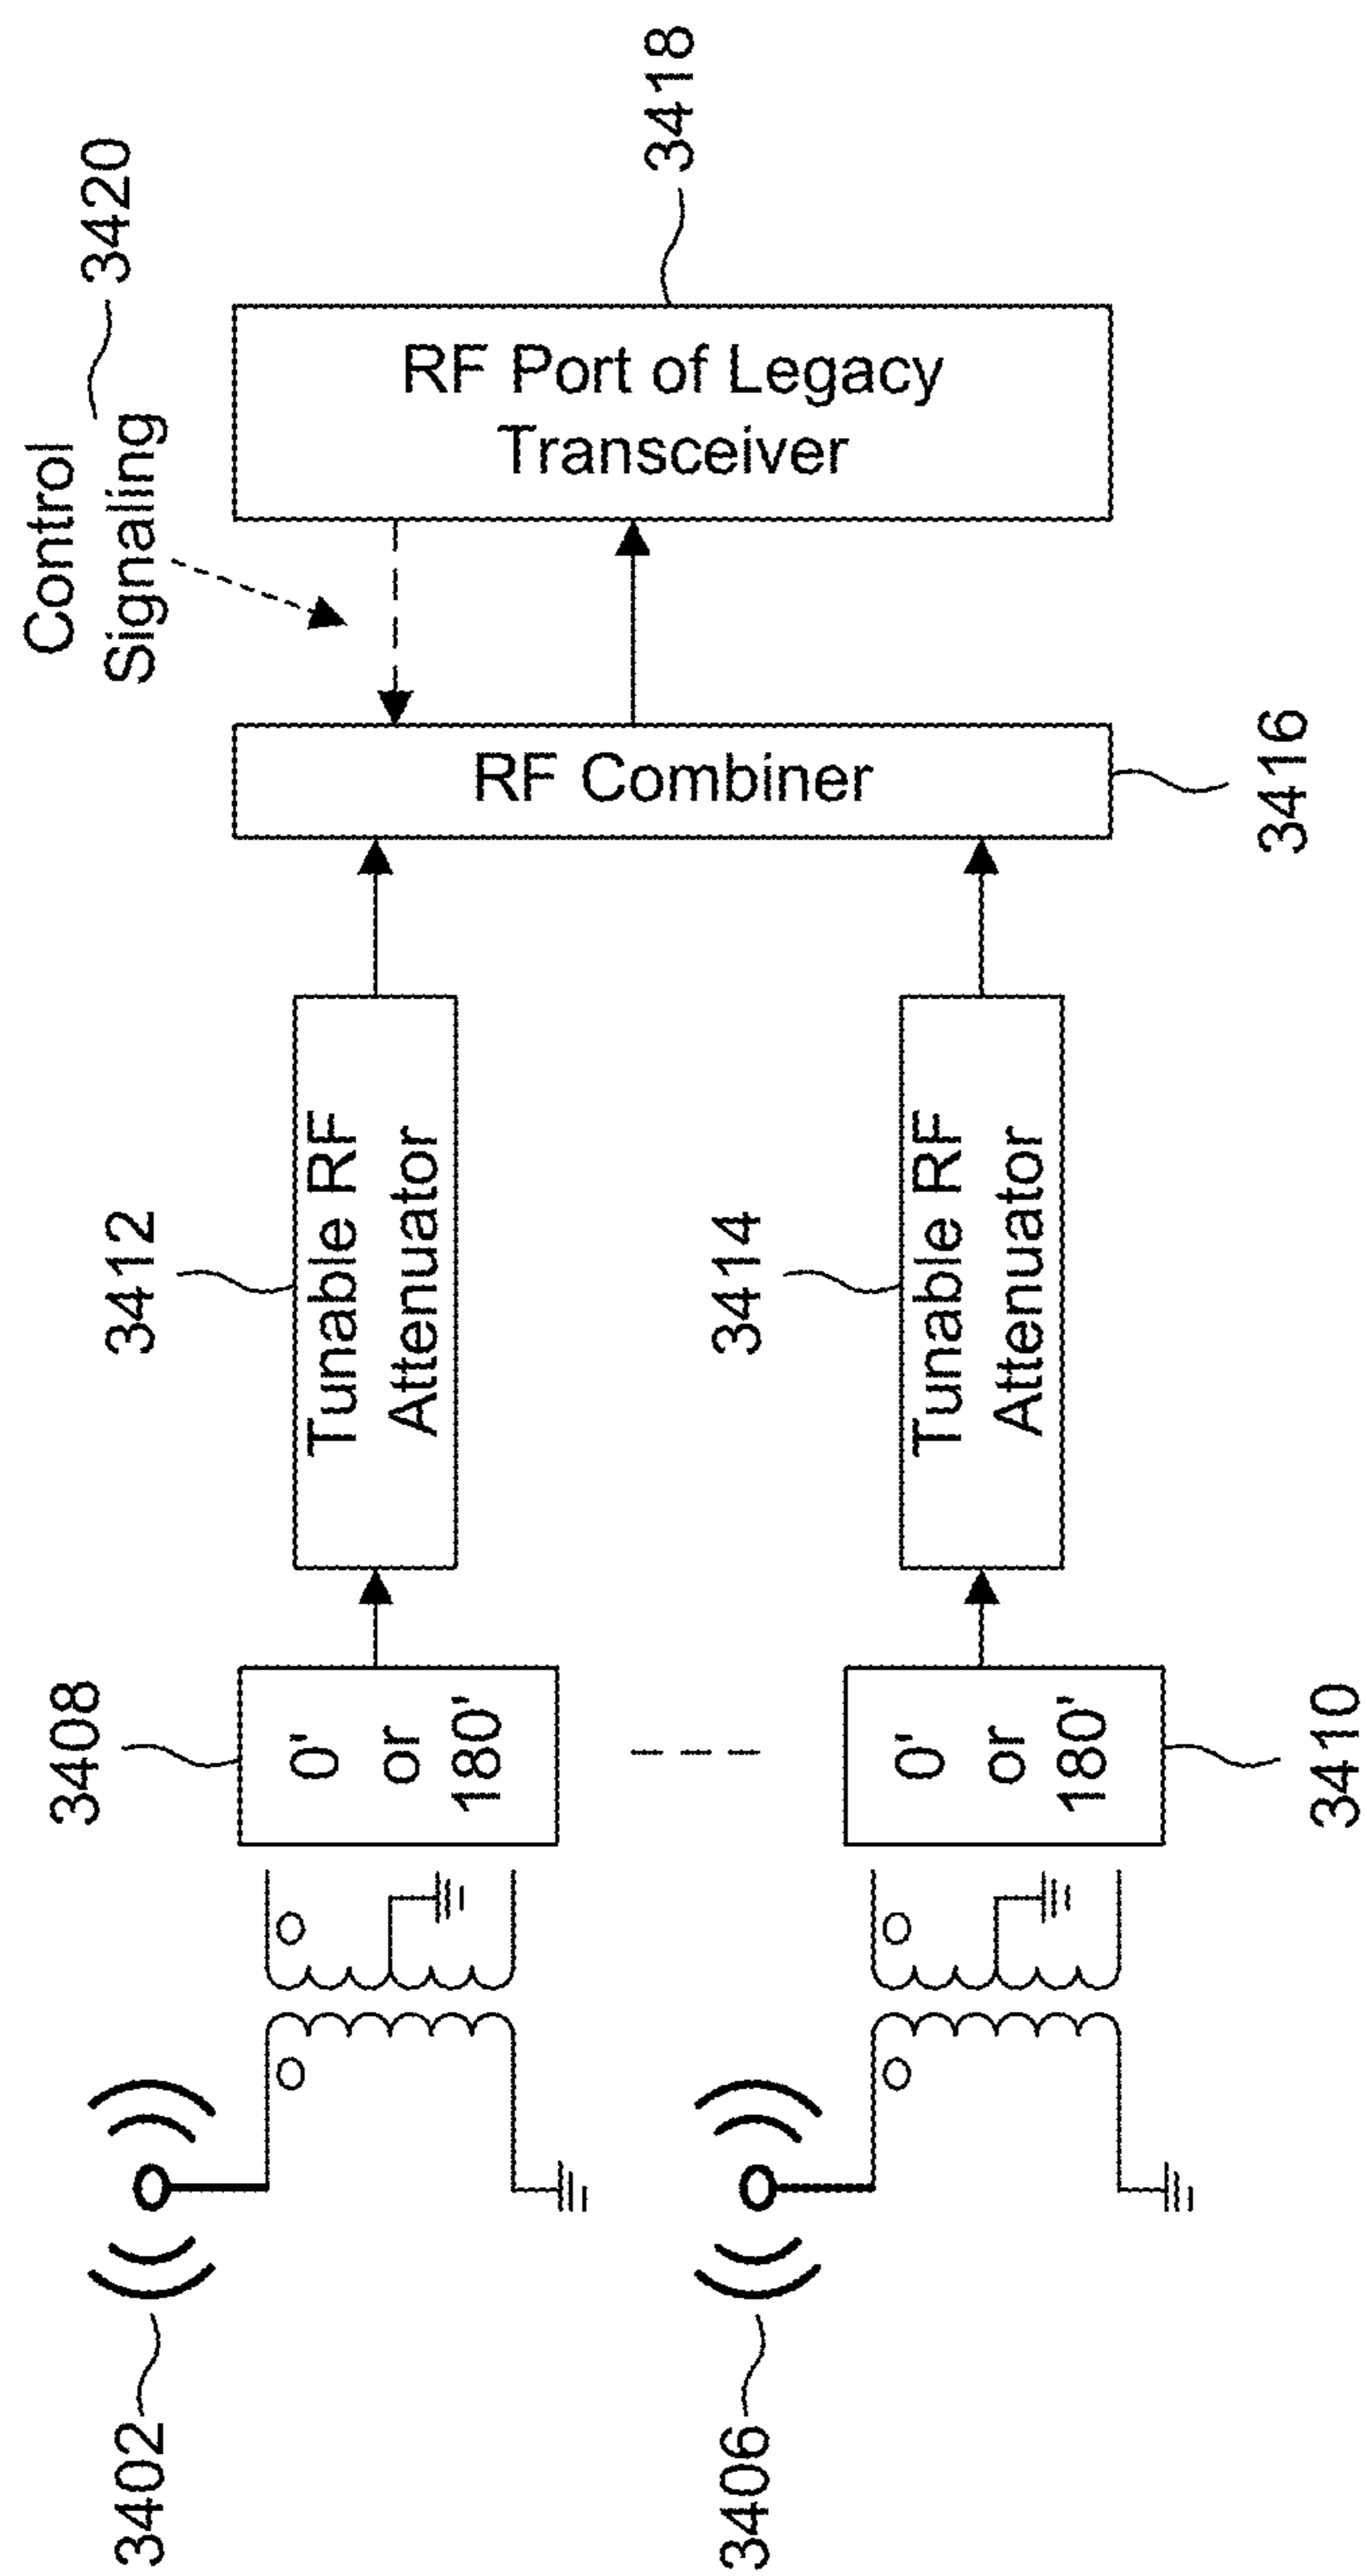 3402
3408
0'
or
180'
3412
Tunable RF
Attenuator
Control
Signaling
3420
3406
3410
0'
or
180'
3414
Tunable RF
Attenuator
RF Combiner
3416
RF Port of Legacy
Transceiver
3418